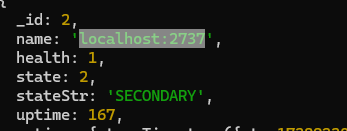 _id: 2,
name: 'localhost:2737',
health: 1,
state: 2,
stateStr: 'SECONDARY',
uptime: 167,